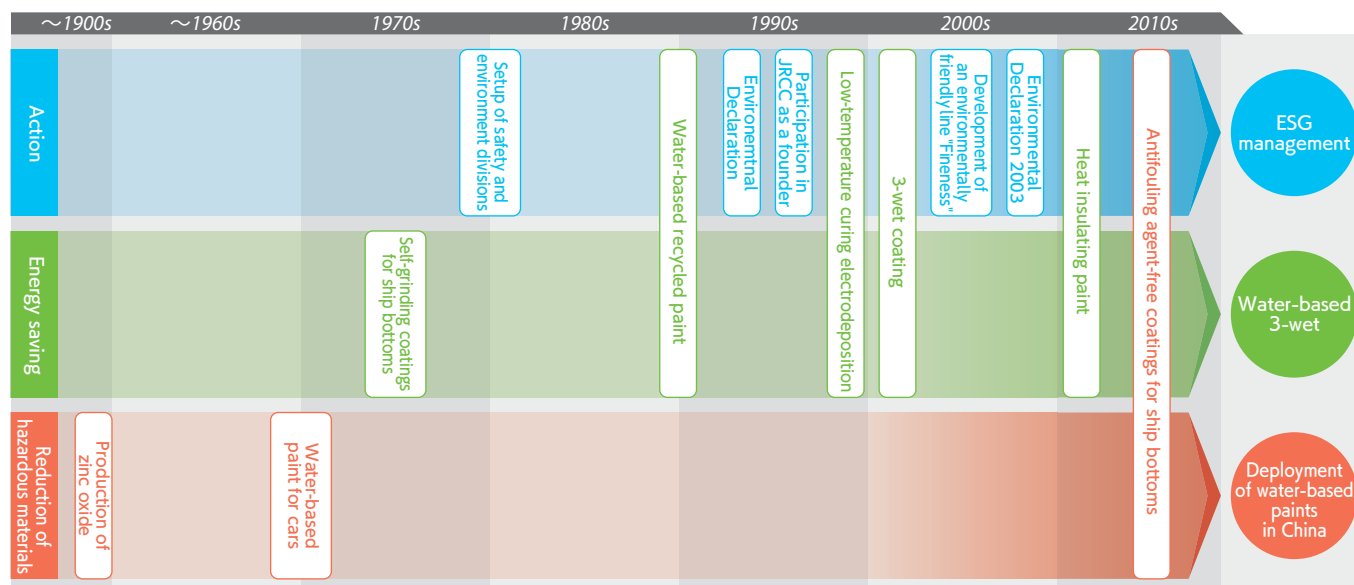 ~1900s
~1960s
1970s
1980s
1990s
2000s
2010s
Action
Setup of safety and
environment divisions
Water-based recycled paint
Environemtnal
Declaration
Participation in
JRCC as a founder
Low-temperature curing electrodeposition
3-wet coating
Development of
an environmentally
friendly line "Fineness"
Environmental
Declaration 2003
Heat insulating paint
Antifouling agent-free coatings for ship bottoms
ESG
management
Energy saving
Self-grinding coatings
for ship bottoms
Water-based
3-wet
Reduction of
hazardous materials
Production of
zinc oxide
Water-based
paint for cars
Deployment
of water-based
paints
in China